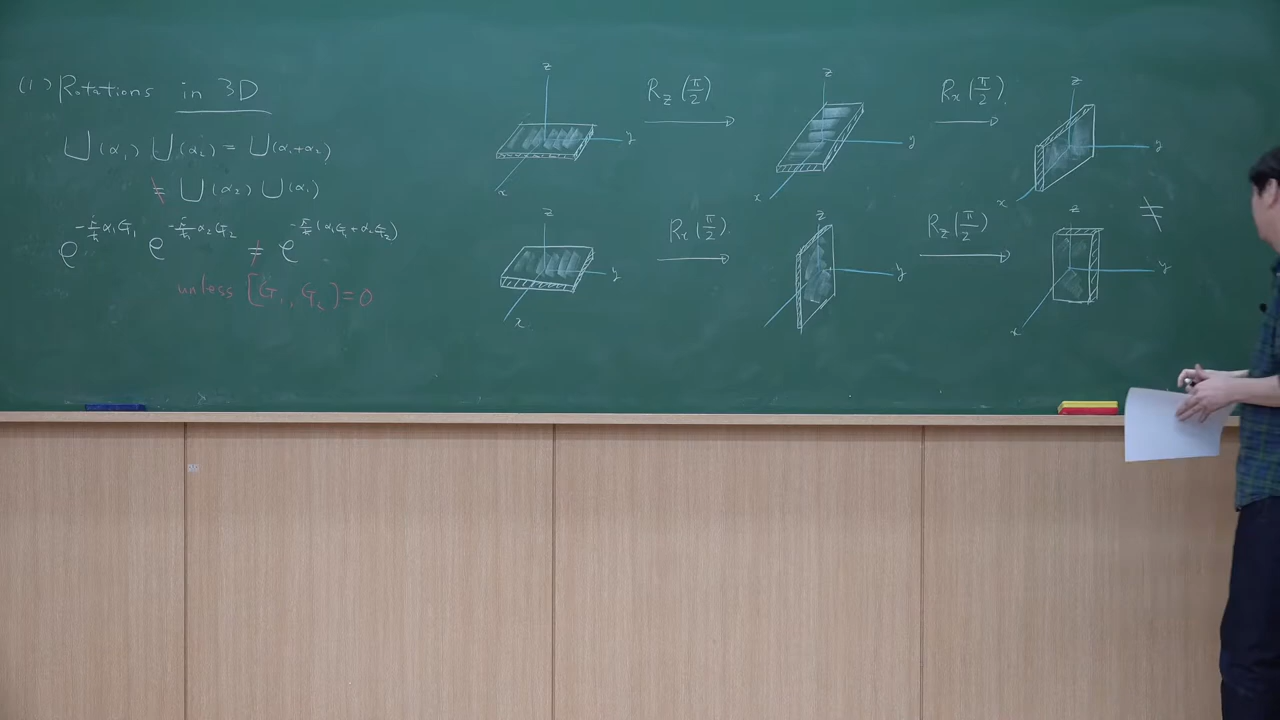 (1) Rotations in 3D
U(α₁) U(α₂) = U(α₁+α₂)
≠ U(α₂) U(α₁)
e^{-i/ħ α₁G₁} e^{-i/ħ α₂G₂} ≠ e^{-i/ħ (α₁G₁ + α₂G₂)}
unless [G₁, G₂] = 0
z y x R_z(π/2) → z y x R_x(π/2) → z y x
≠
z y x R_x(π/2) → z y R_z(π/2) → z y x